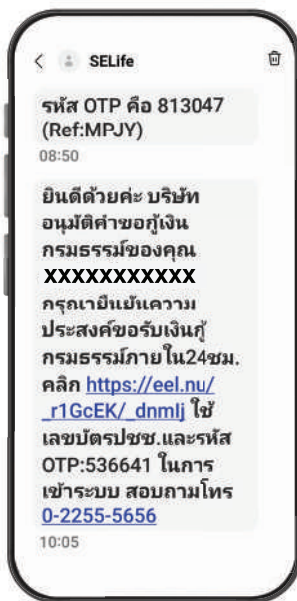 SELife
รหัส OTP คือ 813047
(Ref:MPJY)
08:50
ยินดีด้วยค่ะ บริษัท
อนุมัติคำขอกู้เงิน
กรมธรรม์ของคุณ
XXXXXXXXXXX
กรุณายืนยันความ
ประสงค์ขอรับเงินกู้
กรมธรรม์ภายใน24ชม.
คลิก https://eel.nu/
_r1GcEK/_dnmlj ใช้
เลขบัตรปชช.และรหัส
OTP:536641 ในการ
เข้าระบบ สอบถามโทร
0-2255-5656
10:05